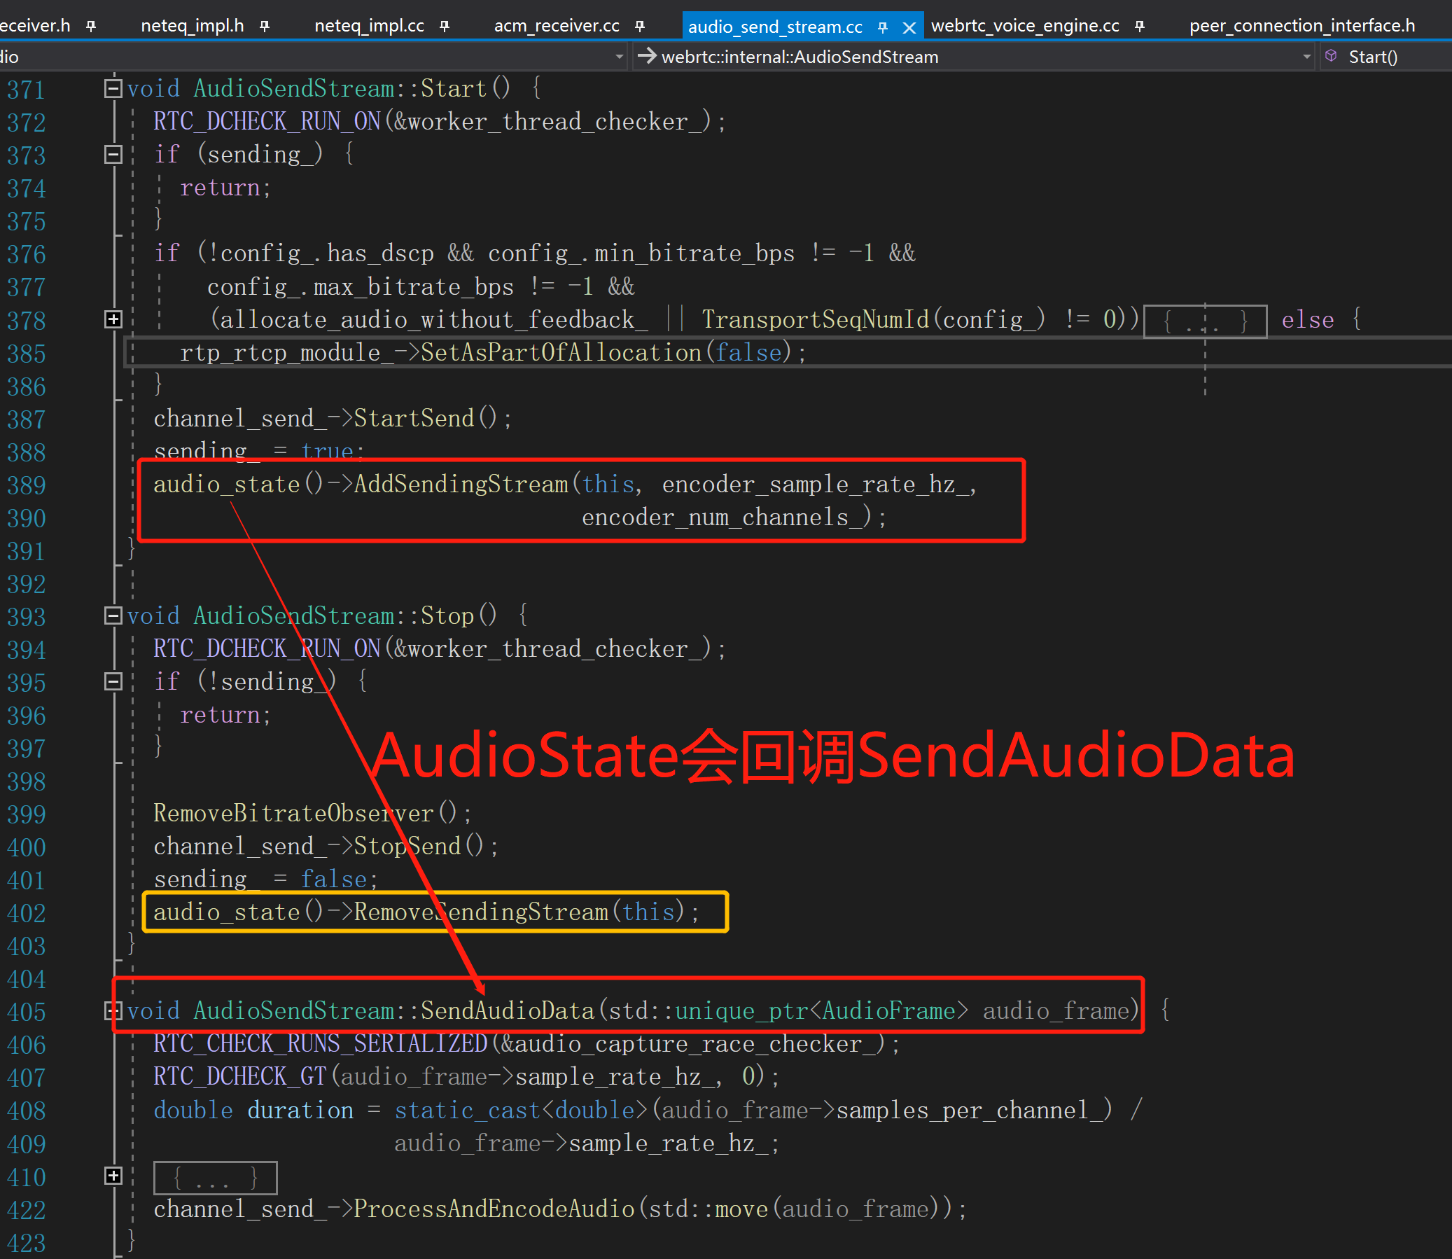 eceiver.h neteq_impl.h neteq_impl.cc acm_receiver.cc audio_send_stream.cc webrtc_voice_engine.cc peer_connection_interface.h
dio webrtc::internal::AudioSendStream Start()
371 void AudioSendStream::Start() {
372 RTC_DCHECK_RUN_ON(&worker_thread_checker_);
373 if (sending_) {
374 return;
375 }
376 if (!config_.has_dscp && config_.min_bitrate_bps != -1 &&
377 config_.max_bitrate_bps != -1 &&
378 (allocate_audio_without_feedback_ || TransportSeqNumId(config_) != 0)) { ... } else {
385 rtp_rtcp_module_->SetAsPartOfAllocation(false);
386 }
387 channel_send_->StartSend();
388 sending_ = true;
389 audio_state()->AddSendingStream(this, encoder_sample_rate_hz_,
390 encoder_num_channels_);
391 }
392
393 void AudioSendStream::Stop() {
394 RTC_DCHECK_RUN_ON(&worker_thread_checker_);
395 if (!sending_) {
396 return;
397 }
AudioState会回调SendAudioData
398
399 RemoveBitrateObserver();
400 channel_send_->StopSend();
401 sending_ = false;
402 audio_state()->RemoveSendingStream(this);
403 }
404
405 void AudioSendStream::SendAudioData(std::unique_ptr<AudioFrame> audio_frame) {
406 RTC_CHECK_RUNS_SERIALIZED(&audio_capture_race_checker_);
407 RTC_DCHECK_GT(audio_frame->sample_rate_hz_, 0);
408 double duration = static_cast<double>(audio_frame->samples_per_channel_) /
409 audio_frame->sample_rate_hz_;
410 { ... }
422 channel_send_->ProcessAndEncodeAudio(std::move(audio_frame));
423 }